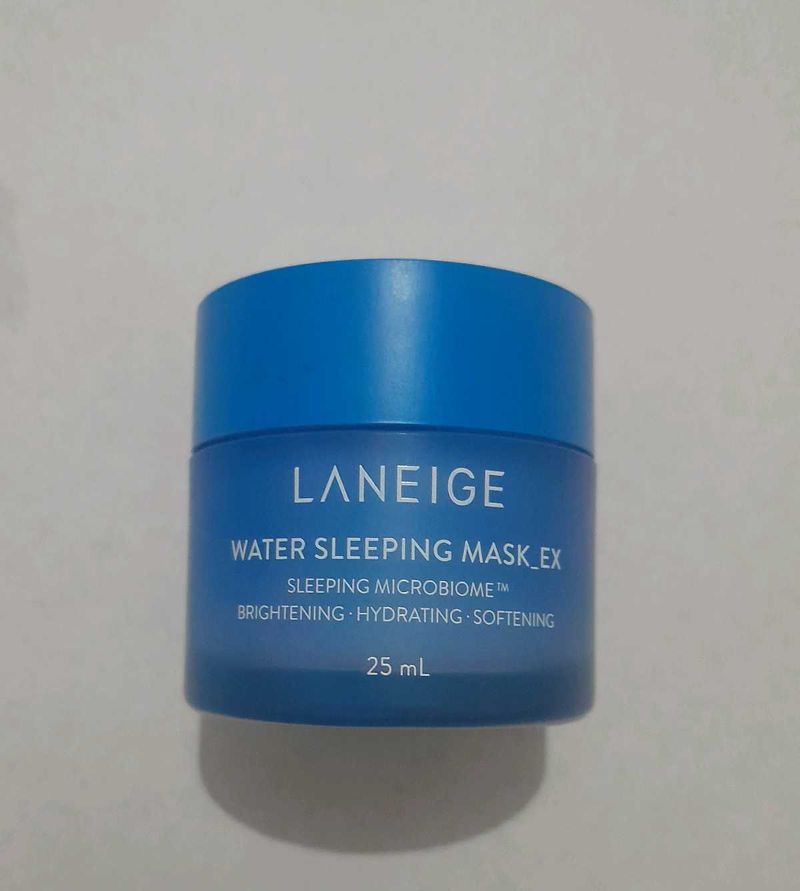 LANEIGE
WATER SLEEPING MASK_EX
SLEEPING MICROBIOME™
BRIGHTENING · HYDRATING · SOFTENING
25 mL